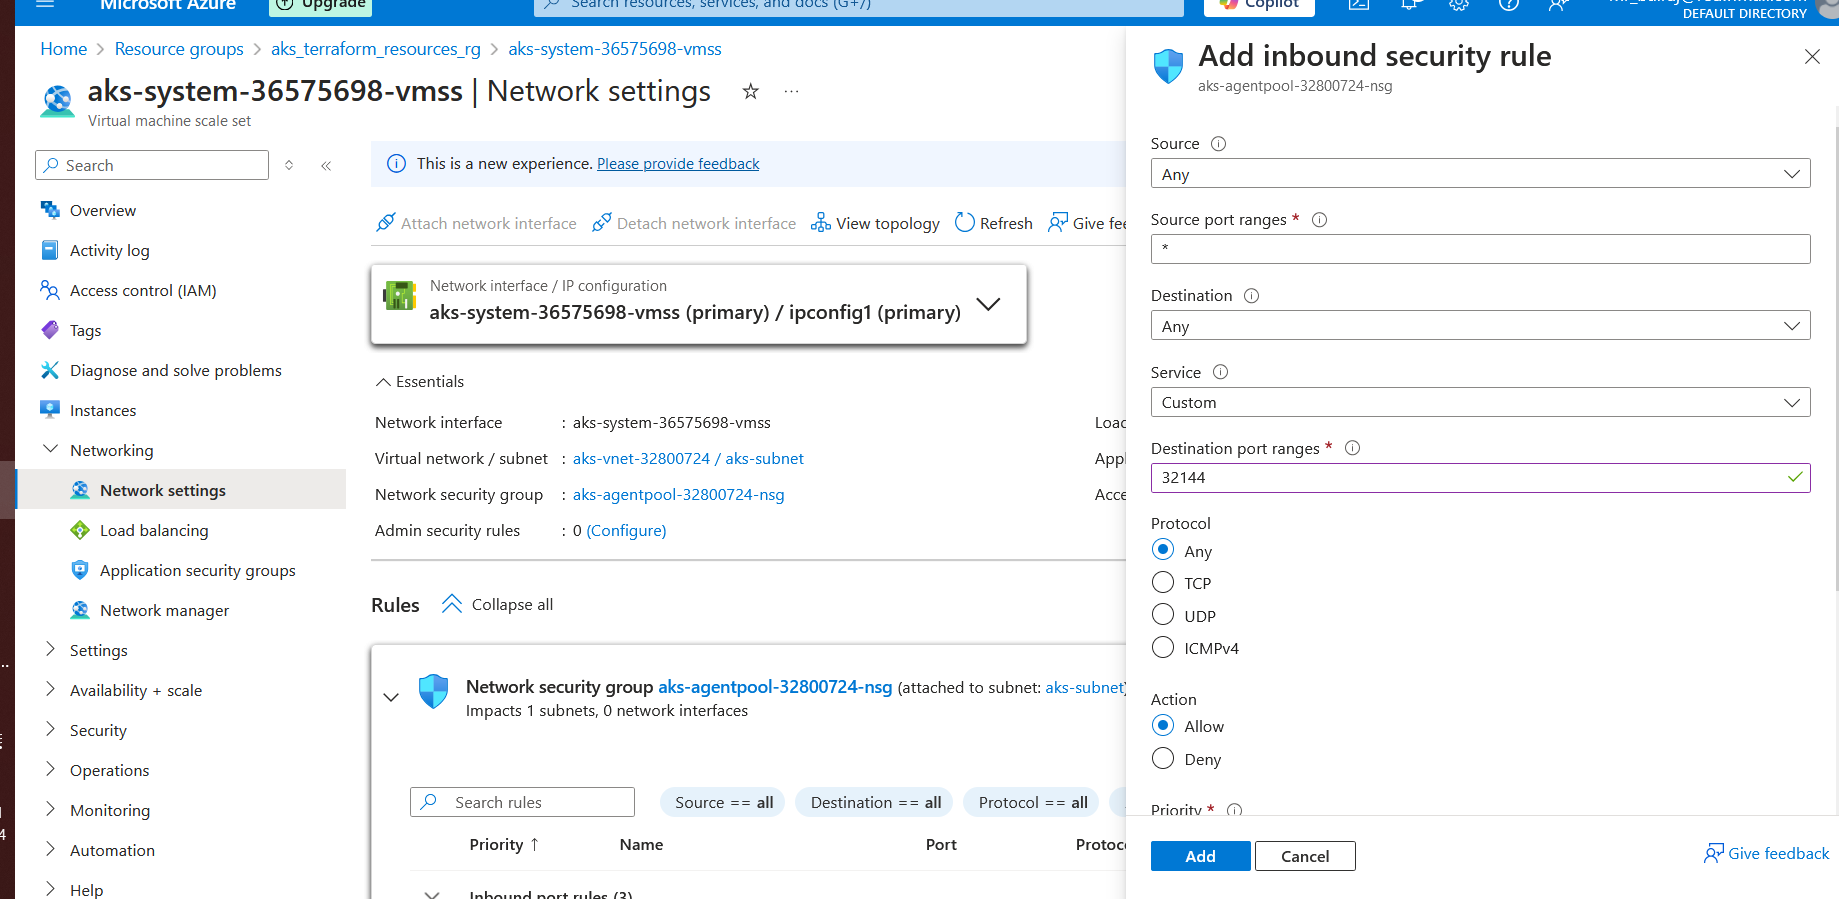 Microsoft Azure
Upgrade
Search resources, services, and docs (G+/)
Copilot
DEFAULT DIRECTORY
Home > Resource groups > aks_terraform_resources_rg > aks-system-36575698-vmss
aks-system-36575698-vmss | Network settings
Virtual machine scale set
Search
Overview
Activity log
Access control (IAM)
Tags
Diagnose and solve problems
Instances
Networking
Network settings
Load balancing
Application security groups
Network manager
Settings
Availability + scale
Security
Operations
Monitoring
Automation
Help
This is a new experience. Please provide feedback
Attach network interface
Detach network interface
View topology
Refresh
Give fee
Network interface / IP configuration
aks-system-36575698-vmss (primary) / ipconfig1 (primary)
Essentials
Network interface : aks-system-36575698-vmss
Virtual network / subnet : aks-vnet-32800724 / aks-subnet
Network security group : aks-agentpool-32800724-nsg
Admin security rules : 0 (Configure)
Load
Appl
Acce
Rules
Collapse all
Network security group aks-agentpool-32800724-nsg (attached to subnet: aks-subnet)
Impacts 1 subnets, 0 network interfaces
Search rules
Source == all
Destination == all
Protocol == all
Priority ↑
Name
Port
Protoc
Inbound port rules (3)
Add inbound security rule
aks-agentpool-32800724-nsg
Source
Any
Source port ranges *
*
Destination
Any
Service
Custom
Destination port ranges *
32144
Protocol
Any
TCP
UDP
ICMPv4
Action
Allow
Deny
Priority *
Add
Cancel
Give feedback